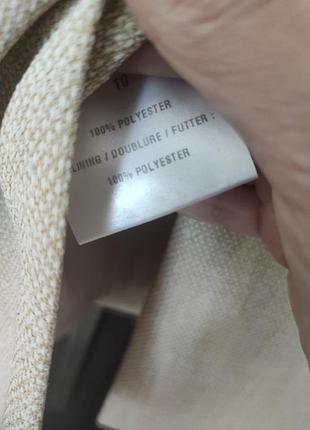 10
100% POLYESTER
LINING / DOUBLURE / FUTTER :
100% POLYESTER